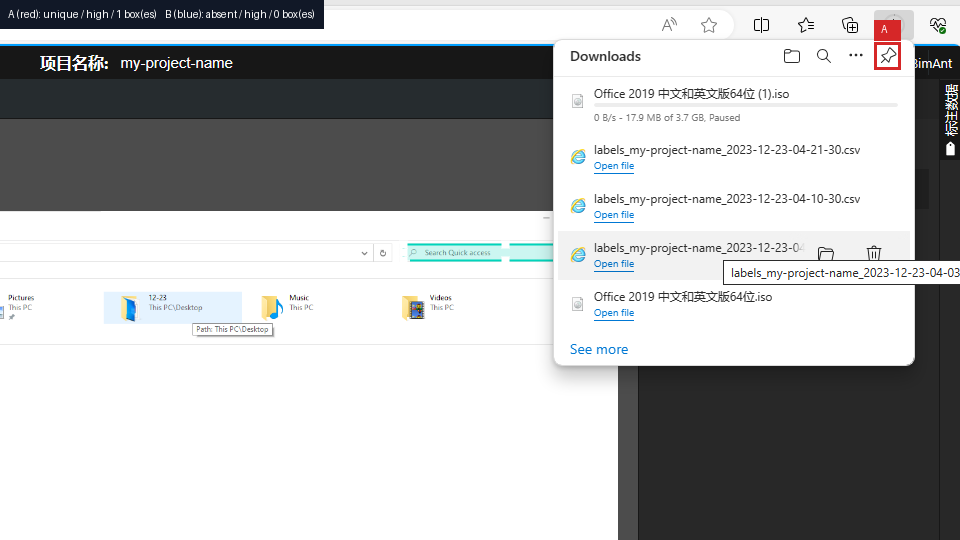 A (red): unique / high / 1 box(es) B (blue): absent / high / 0 box(es)
A
项目名称: my-project-name
BimAnt
标注数据
Downloads
Office 2019 中文和英文版64位 (1).iso
0 B/s - 17.9 MB of 3.7 GB, Paused
labels_my-project-name_2023-12-23-04-21-30.csv
Open file
labels_my-project-name_2023-12-23-04-10-30.csv
Open file
labels_my-project-name_2023-12-23-04
Open file
labels_my-project-name_2023-12-23-04-03
Office 2019 中文和英文版64位.iso
Open file
See more
Search Quick access
Pictures
This PC
12-23
This PC\Desktop
Music
This PC
Videos
This PC
Path: This PC\Desktop